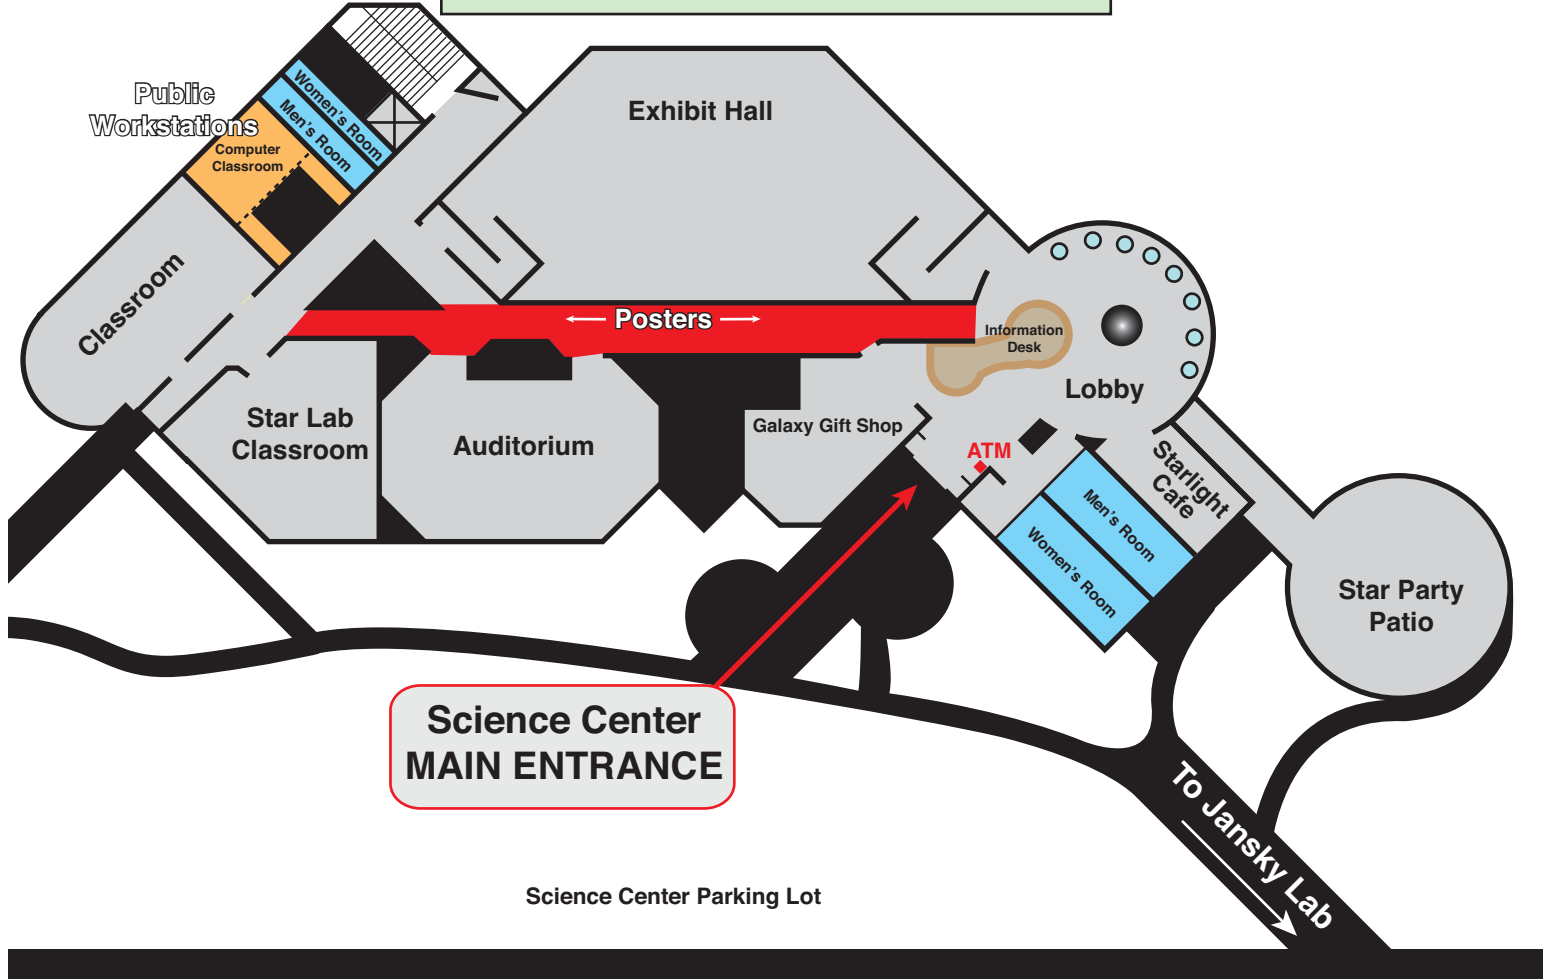 Public
Workstations
Women's Room
Men's Room
Computer
Classroom
Classroom
Exhibit Hall
Posters
Information
Desk
Lobby
Star Lab
Classroom
Auditorium
Galaxy Gift Shop
ATM
Starlight
Cafe
Men's Room
Women's Room
Star Party
Patio
Science Center
MAIN ENTRANCE
To Jansky Lab
Science Center Parking Lot